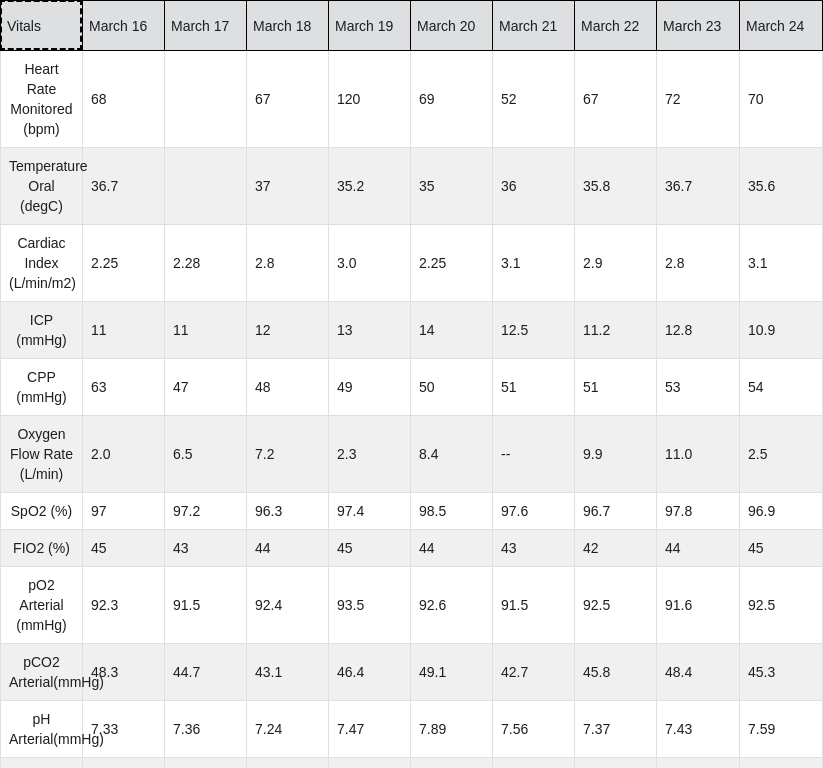 Vitals March 16 March 17 March 18 March 19 March 20 March 21 March 22 March 23 March 24
Heart
Rate
Monitored
(bpm) 68 67 120 69 52 67 72 70
Temperature
Oral
(degC) 36.7 37 35.2 35 36 35.8 36.7 35.6
Cardiac
Index
(L/min/m2) 2.25 2.28 2.8 3.0 2.25 3.1 2.9 2.8 3.1
ICP
(mmHg) 11 11 12 13 14 12.5 11.2 12.8 10.9
CPP
(mmHg) 63 47 48 49 50 51 51 53 54
Oxygen
Flow Rate
(L/min) 2.0 6.5 7.2 2.3 8.4 -- 9.9 11.0 2.5
SpO2 (%) 97 97.2 96.3 97.4 98.5 97.6 96.7 97.8 96.9
FIO2 (%) 45 43 44 45 44 43 42 44 45
pO2
Arterial
(mmHg) 92.3 91.5 92.4 93.5 92.6 91.5 92.5 91.6 92.5
pCO2
Arterial(mmHg) 48.3 44.7 43.1 46.4 49.1 42.7 45.8 48.4 45.3
pH
Arterial(mmHg) 7.33 7.36 7.24 7.47 7.89 7.56 7.37 7.43 7.59